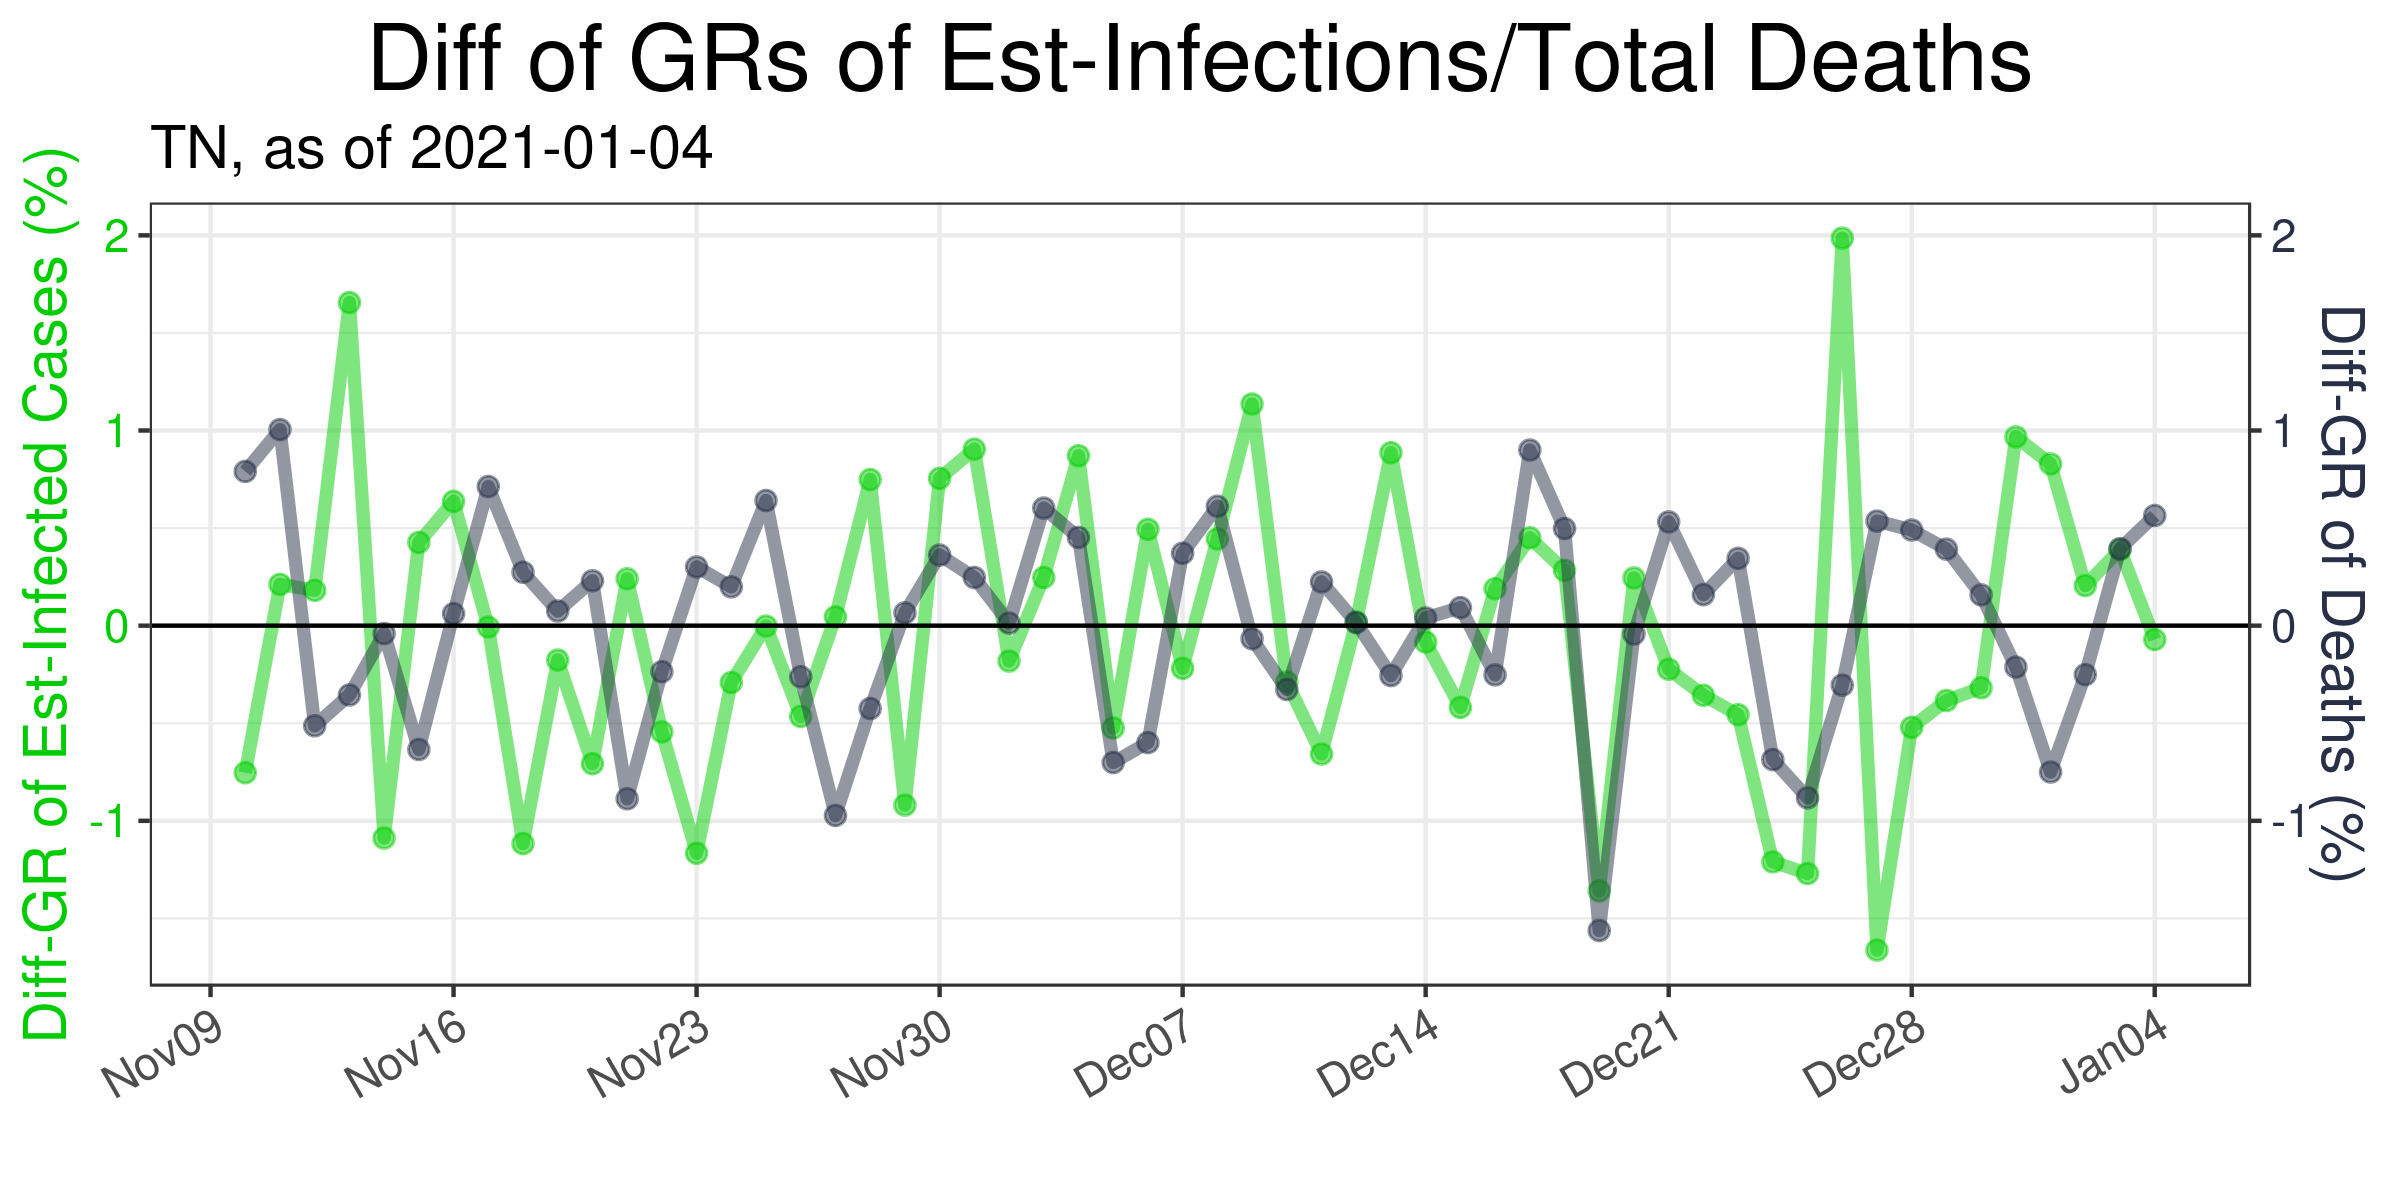 Diff of GRs of Est-Infections/Total Deaths
TN, as of 2021-01-04
Diff-GR of Est-Infected Cases (%)
2
1
0
-1
2
1
0
-1
Diff-GR of Deaths (%)
Nov09
Nov16
Nov23
Nov30
Dec07
Dec14
Dec21
Dec28
Jan04